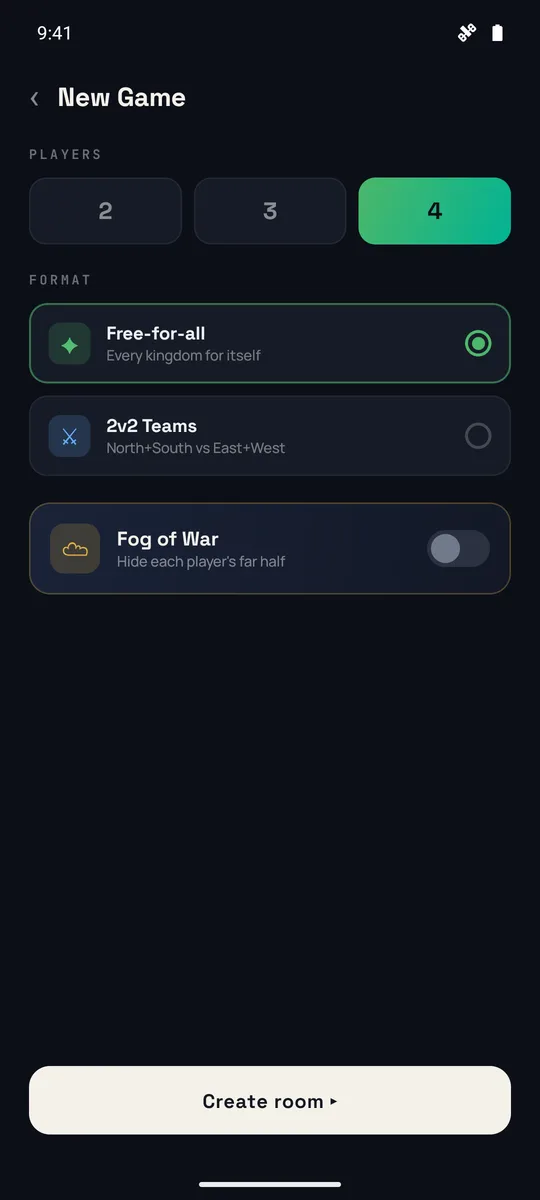 9:41
New Game
PLAYERS
2
3
4
FORMAT
Free-for-all
Every kingdom for itself
2v2 Teams
North+South vs East+West
Fog of War
Hide each player's far half
Create room ▸